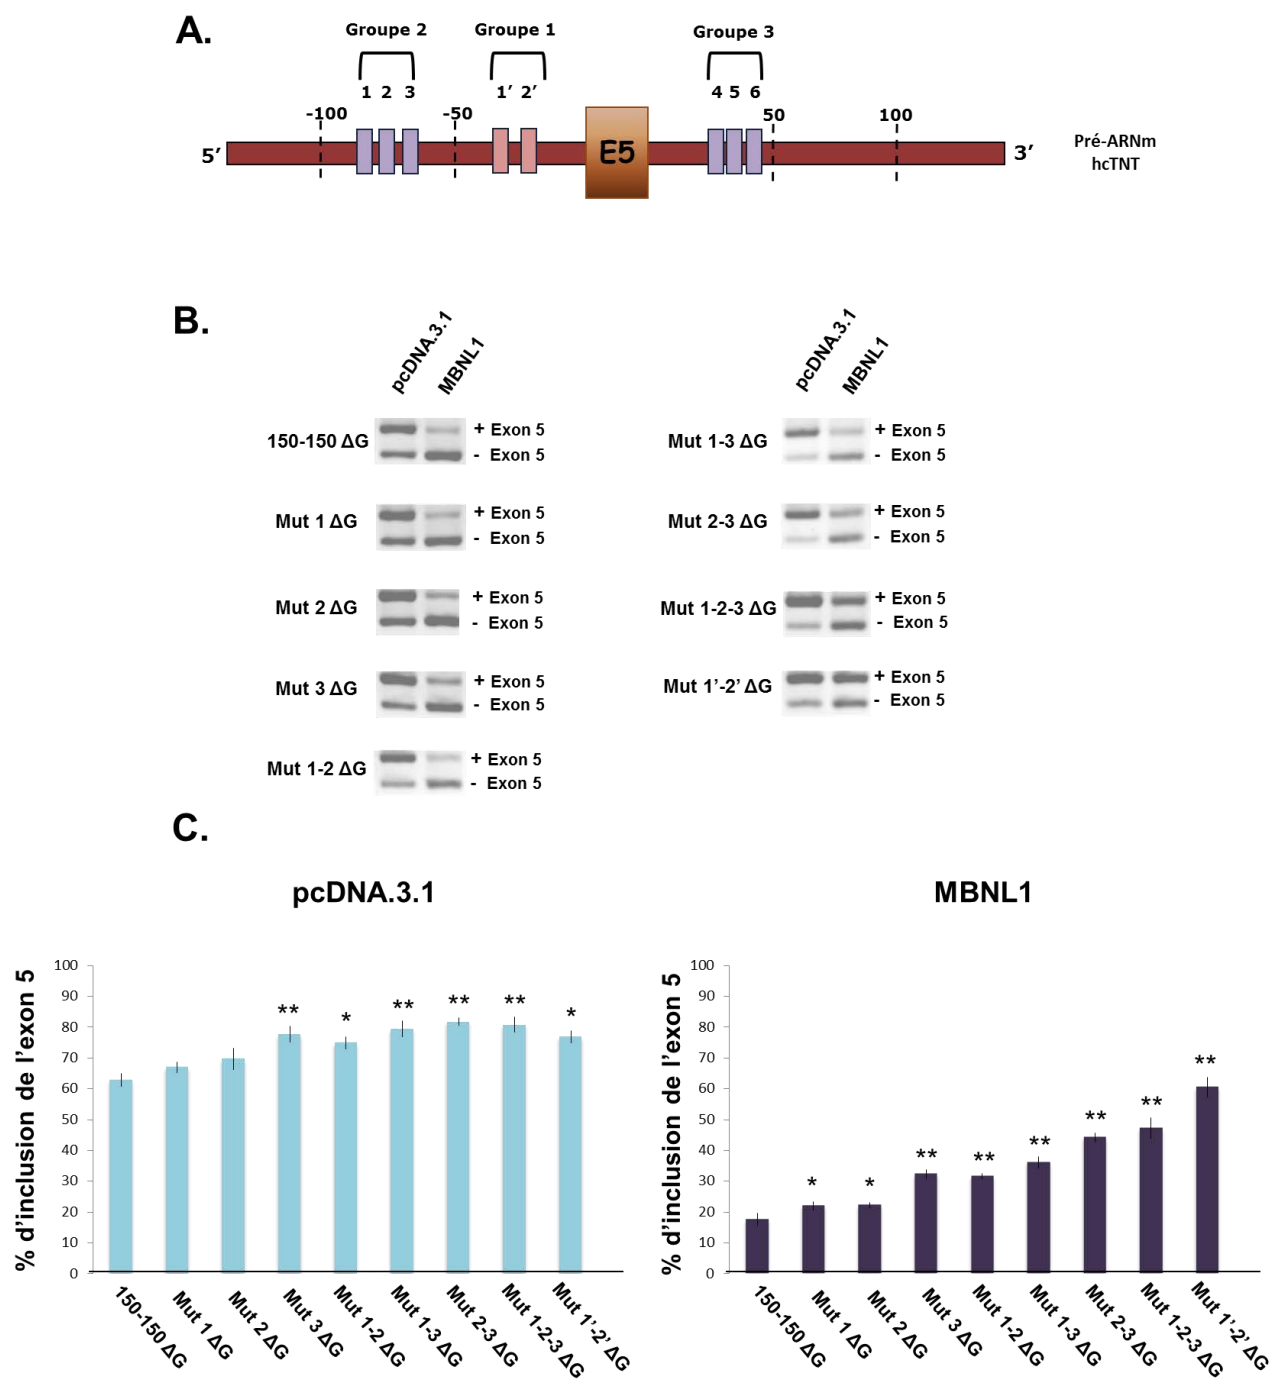 A.
Groupe 2
Groupe 1
Groupe 3
1 2 3
1’ 2’
4 5 6
-100
-50
50
100
5’
E5
3’
Pré-ARNm
hcTNT
B.
pcDNA.3.1
MBNL1
150-150 ΔG
+ Exon 5
- Exon 5
Mut 1 ΔG
+ Exon 5
- Exon 5
Mut 2 ΔG
+ Exon 5
- Exon 5
Mut 3 ΔG
+ Exon 5
- Exon 5
Mut 1-2 ΔG
+ Exon 5
- Exon 5
pcDNA.3.1
MBNL1
Mut 1-3 ΔG
+ Exon 5
- Exon 5
Mut 2-3 ΔG
+ Exon 5
- Exon 5
Mut 1-2-3 ΔG
+ Exon 5
- Exon 5
Mut 1’-2’ ΔG
+ Exon 5
- Exon 5
C.
pcDNA.3.1
% d’inclusion de l’exon 5
100
90
80
70
60
50
40
30
20
10
0
**
*
**
**
**
*
150-150 ΔG
Mut 1 ΔG
Mut 2 ΔG
Mut 3 ΔG
Mut 1-2 ΔG
Mut 1-3 ΔG
Mut 2-3 ΔG
Mut 1-2-3 ΔG
Mut 1’-2’ ΔG
MBNL1
% d’inclusion de l’exon 5
100
90
80
70
60
50
40
30
20
10
0
*
*
**
**
**
**
**
**
150-150 ΔG
Mut 1 ΔG
Mut 2 ΔG
Mut 3 ΔG
Mut 1-2 ΔG
Mut 1-3 ΔG
Mut 2-3 ΔG
Mut 1-2-3 ΔG
Mut 1’-2’ ΔG